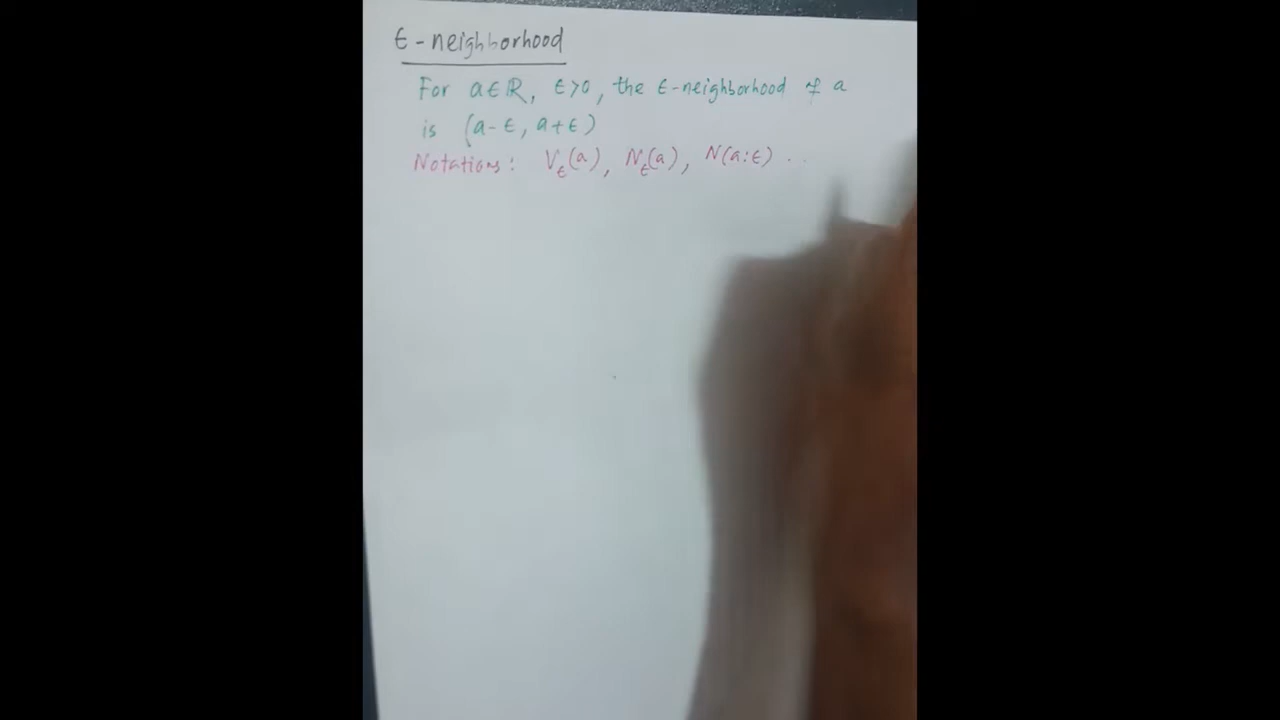 ϵ-neighborhood
For a∈ℝ, ϵ>0, the ϵ-neighborhood of a
is (a-ϵ, a+ϵ)
Notations: V_ϵ(a), N_ϵ(a), N(a:ϵ) ..